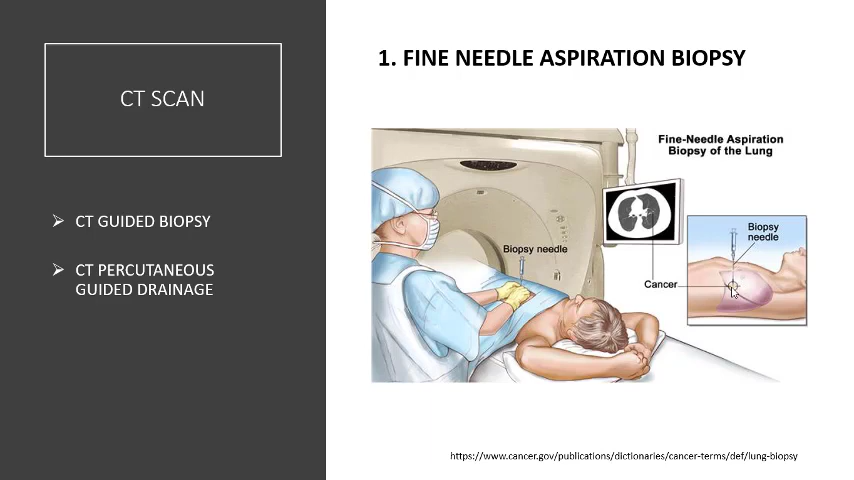 CT SCAN
➢ CT GUIDED BIOPSY
➢ CT PERCUTANEOUS
GUIDED DRAINAGE
1. FINE NEEDLE ASPIRATION BIOPSY
Fine-Needle Aspiration
Biopsy of the Lung
Biopsy needle
Cancer
Biopsy
needle
https://www.cancer.gov/publications/dictionaries/cancer-terms/def/lung-biopsy